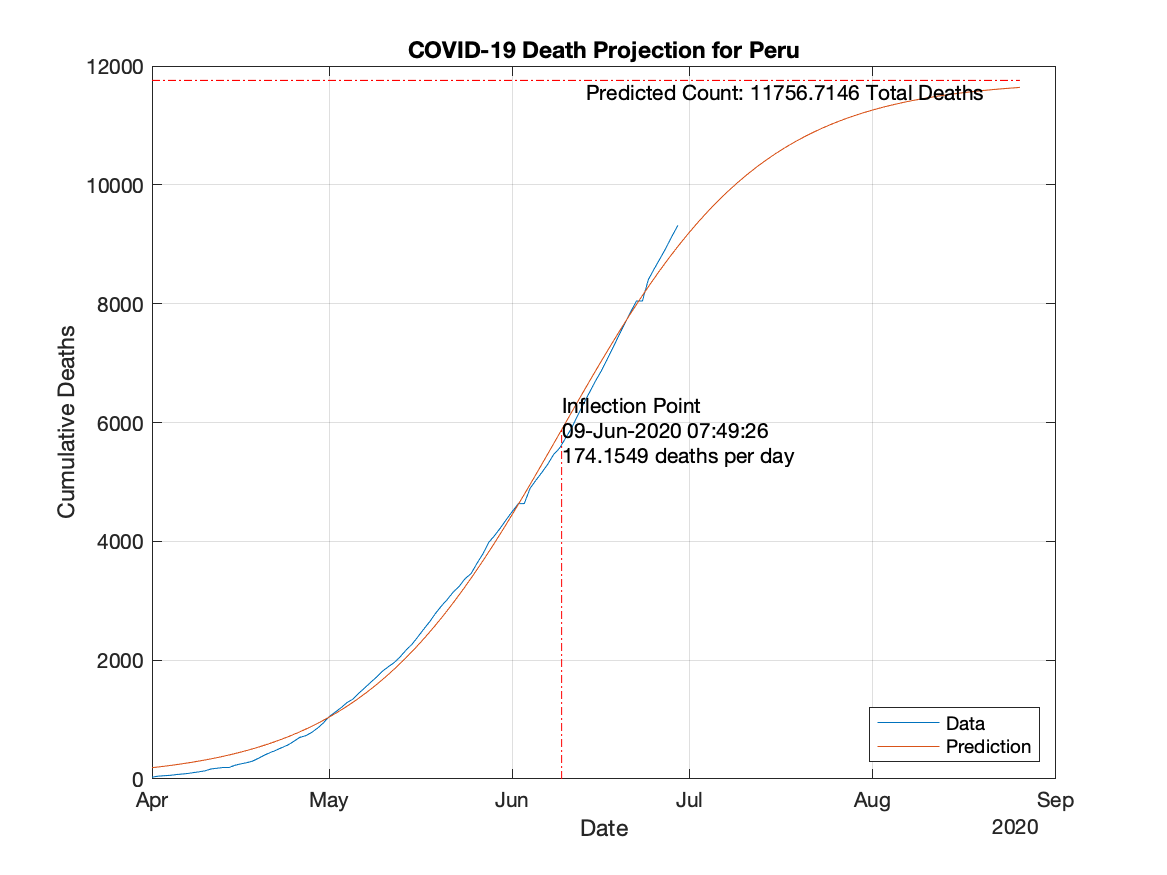 COVID-19 Death Projection for Peru
12000
Predicted Count: 11756.7146 Total Deaths
10000
8000
Cumulative Deaths
Inflection Point
6000
09-Jun-2020 07:49:26
174.1549 deaths per day
4000
2000
Data
Prediction
0
Apr May Jun Jul Aug Sep
Date
2020